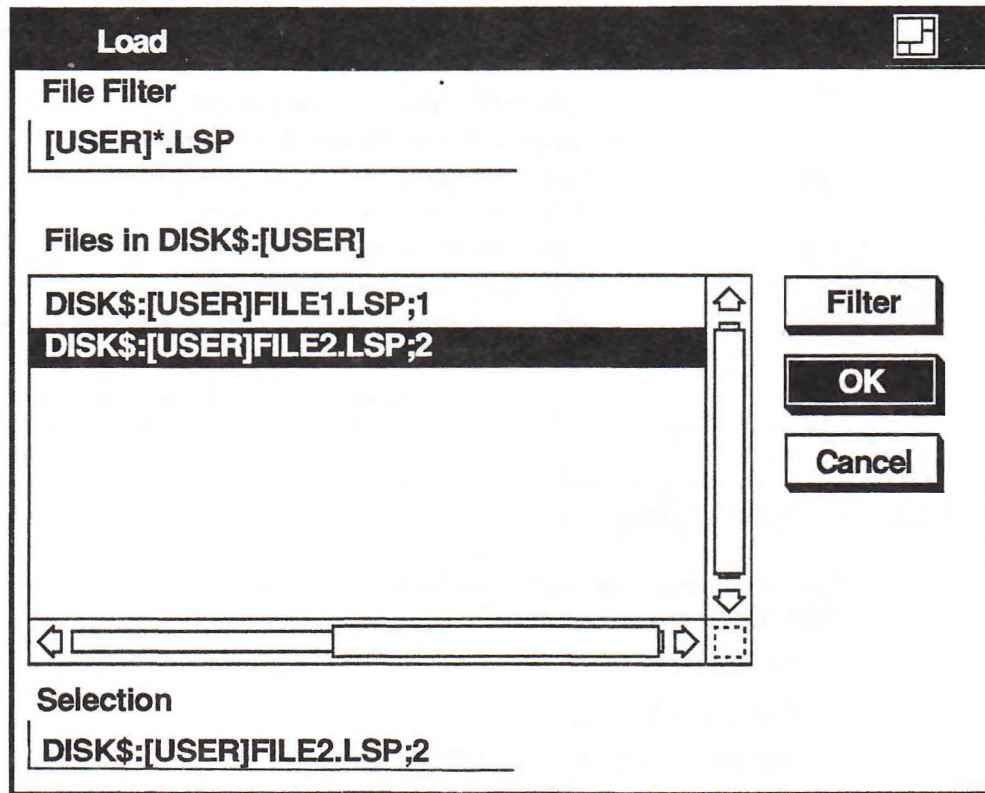 Load
File Filter
[USER]*.LSP
Files in DISK$:[USER]
DISK$:[USER]FILE1.LSP;1
DISK$:[USER]FILE2.LSP;2
Filter
OK
Cancel
Selection
DISK$:[USER]FILE2.LSP;2